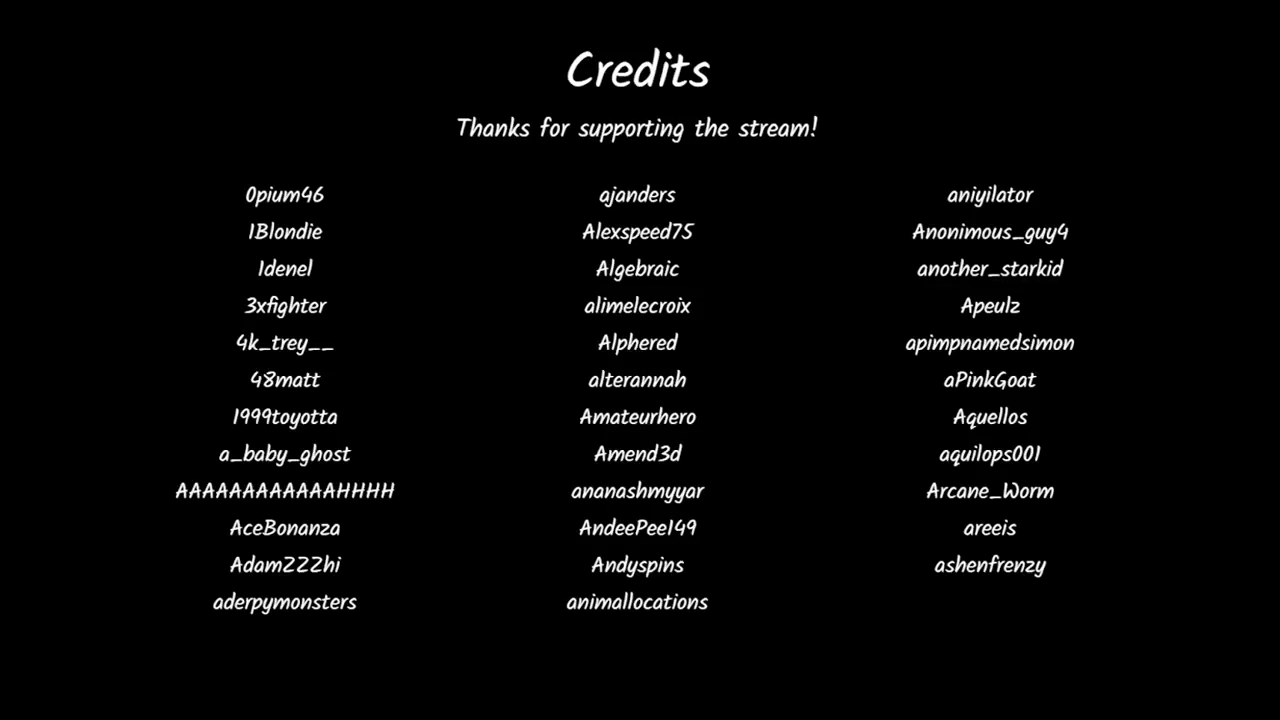 Credits
Thanks for supporting the stream!
0pium46
1Blondie
1denel
3xfighter
4k_trey__
48matt
1999toyotta
a_baby_ghost
AAAAAAAAAAAAHHHH
AceBonanza
Adam222hi
aderpymonsters
ajanders
Alexspeed75
Algebraic
alimelecroix
Alphered
alterannah
Amateurhero
Amend3d
ananashmyyar
AndeePee149
Andyspins
animallocations
aniyilator
Anonimous_guy4
another_starkid
Apeulz
apimpnamedsimon
aPinkGoat
Aquellos
aquilops001
Arcane_Worm
areeis
ashenfrenzy